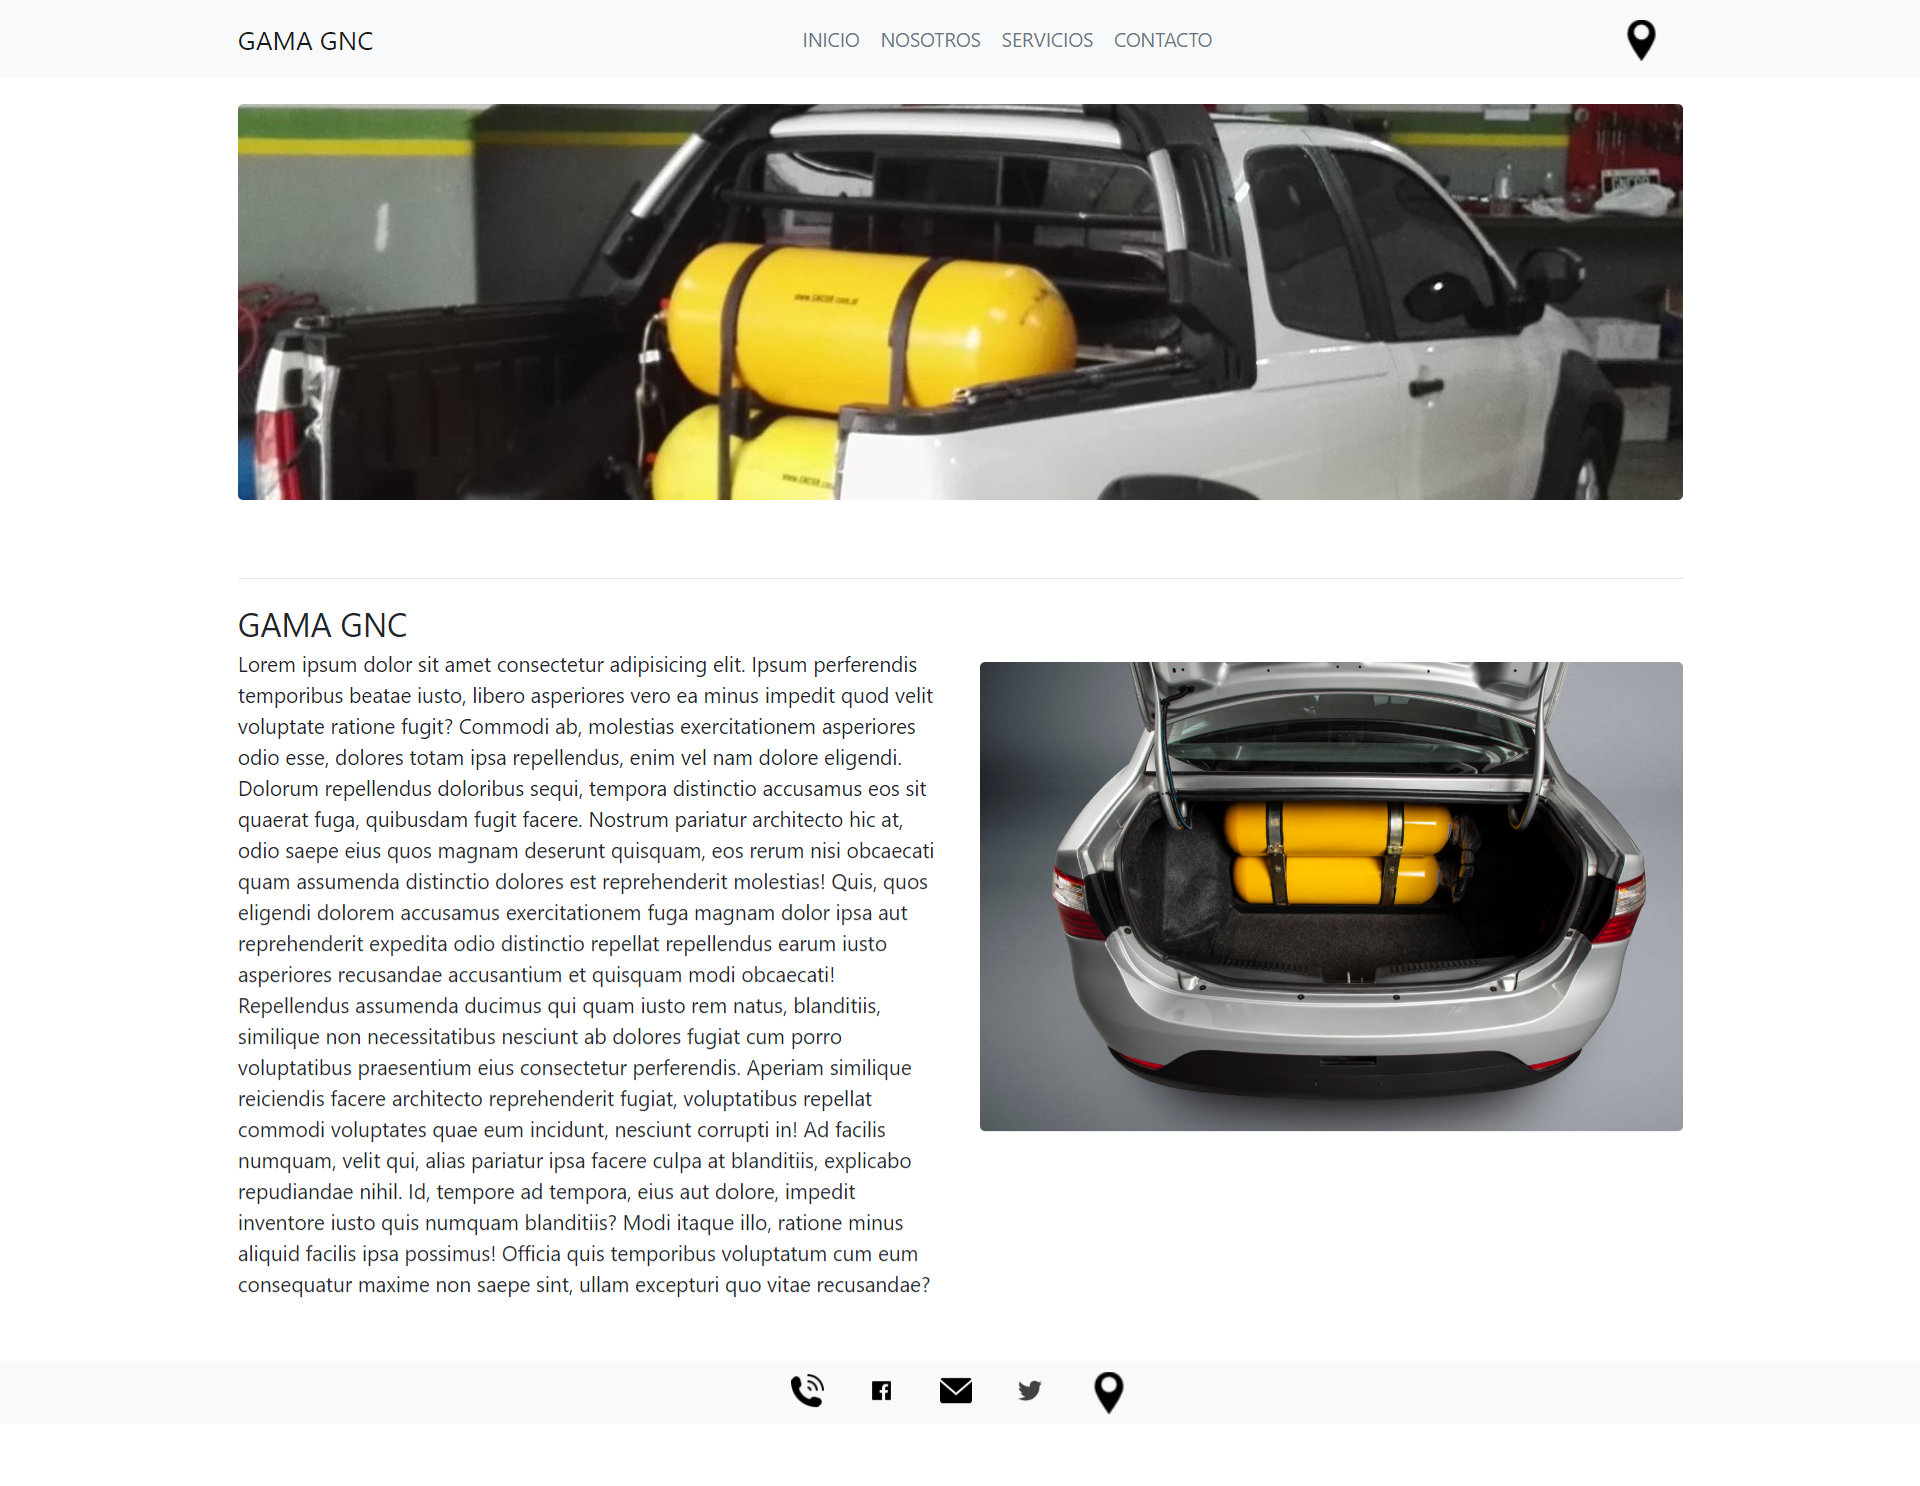 GAMA GNC
INICIO NOSOTROS SERVICIOS CONTACTO
www.GNCOR.com.ar
GAMA GNC
Lorem ipsum dolor sit amet consectetur adipisicing elit. Ipsum perferendis
temporibus beatae iusto, libero asperiores vero ea minus impedit quod velit
voluptate ratione fugit? Commodi ab, molestias exercitationem asperiores
odio esse, dolores totam ipsa repellendus, enim vel nam dolore eligendi.
Dolorum repellendus doloribus sequi, tempora distinctio accusamus eos sit
quaerat fuga, quibusdam fugit facere. Nostrum pariatur architecto hic at,
odio saepe eius quos magnam deserunt quisquam, eos rerum nisi obcaecati
quam assumenda distinctio dolores est reprehenderit molestias! Quis, quos
eligendi dolorem accusamus exercitationem fuga magnam dolor ipsa aut
reprehenderit expedita odio distinctio repellat repellendus earum iusto
asperiores recusandae accusantium et quisquam modi obcaecati!
Repellendus assumenda ducimus qui quam iusto rem natus, blanditiis,
similique non necessitatibus nesciunt ab dolores fugiat cum porro
voluptatibus praesentium eius consectetur perferendis. Aperiam similique
reiciendis facere architecto reprehenderit fugiat, voluptatibus repellat
commodi voluptates quae eum incidunt, nesciunt corrupti in! Ad facilis
numquam, velit qui, alias pariatur ipsa facere culpa at blanditiis, explicabo
repudiandae nihil. Id, tempore ad tempora, eius aut dolore, impedit
inventore iusto quis numquam blanditiis? Modi itaque illo, ratione minus
aliquid facilis ipsa possimus! Officia quis temporibus voluptatum cum eum
consequatur maxime non saepe sint, ullam excepturi quo vitae recusandae?